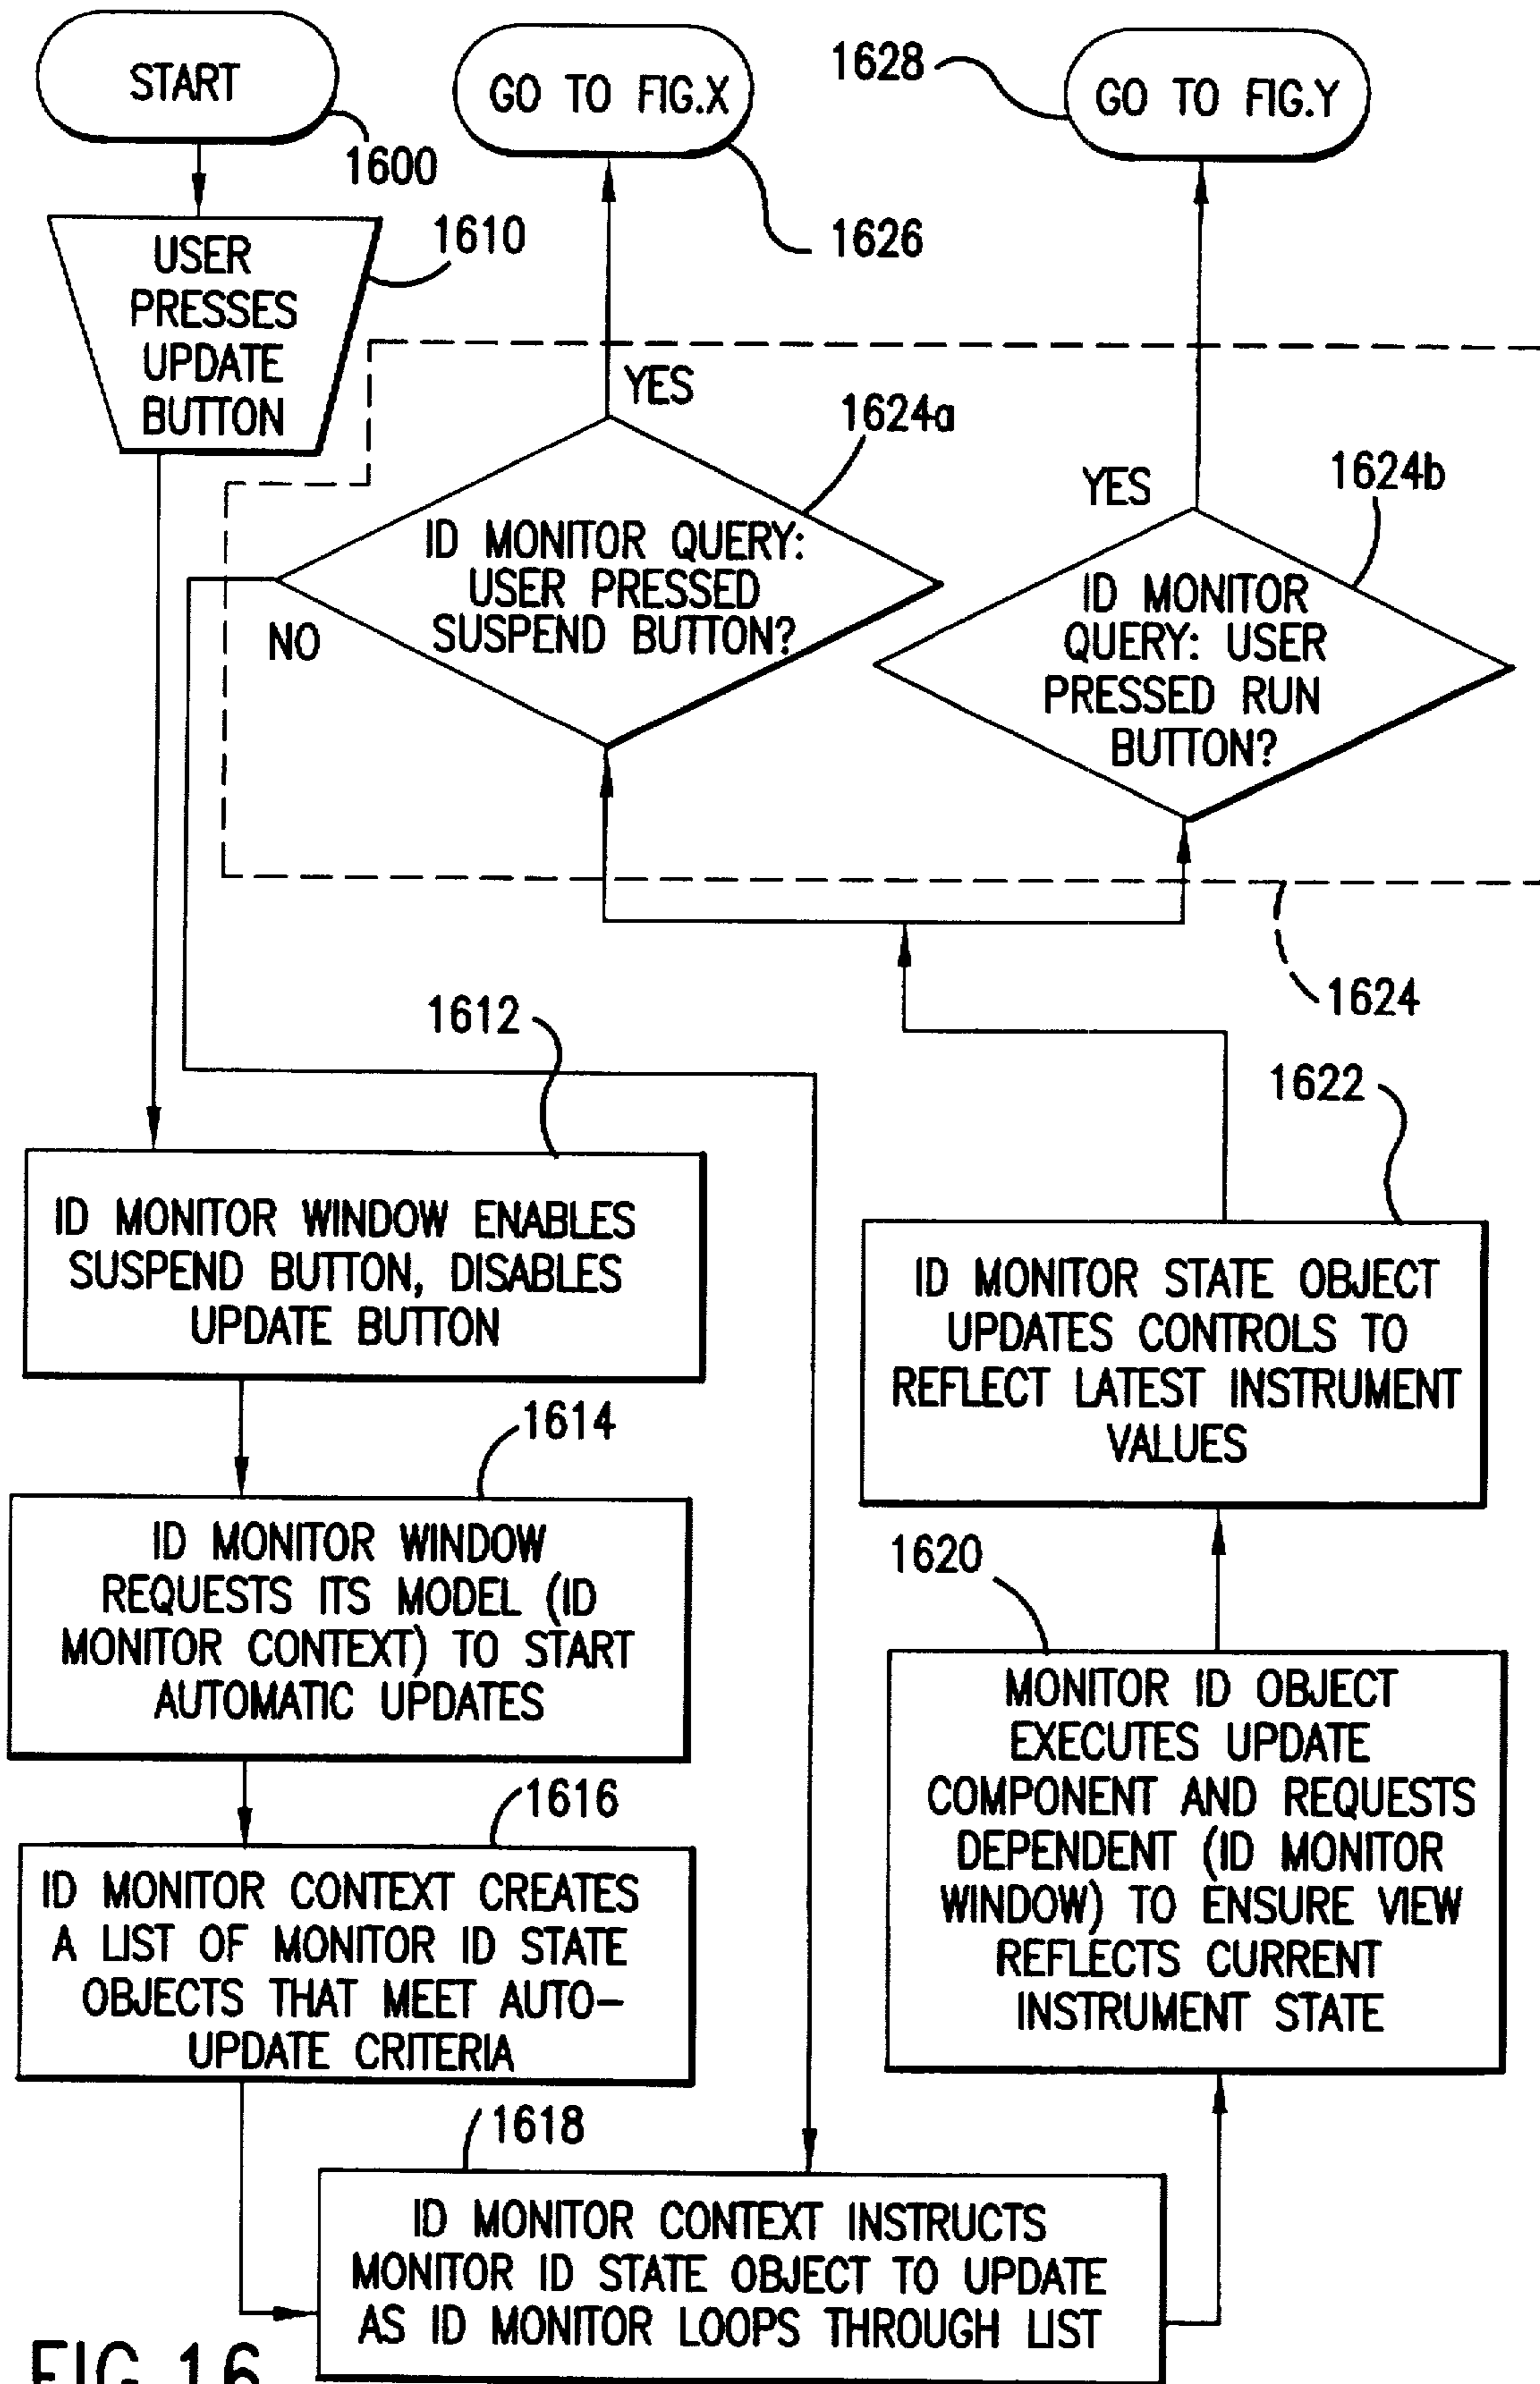 START
1600
USER
PRESSES
UPDATE
BUTTON
1610
GO TO FIG.X
1626
1628
GO TO FIG.Y
YES
1624a
ID MONITOR QUERY:
USER PRESSED
SUSPEND BUTTON?
NO
YES
1624b
ID MONITOR
QUERY: USER
PRESSED RUN
BUTTON?
1624
1612
ID MONITOR WINDOW ENABLES
SUSPEND BUTTON, DISABLES
UPDATE BUTTON
1614
ID MONITOR WINDOW
REQUESTS ITS MODEL (ID
MONITOR CONTEXT) TO START
AUTOMATIC UPDATES
1616
ID MONITOR CONTEXT CREATES
A LIST OF MONITOR ID STATE
OBJECTS THAT MEET AUTO-
UPDATE CRITERIA
1618
ID MONITOR CONTEXT INSTRUCTS
MONITOR ID STATE OBJECT TO UPDATE
AS ID MONITOR LOOPS THROUGH LIST
1620
MONITOR ID OBJECT
EXECUTES UPDATE
COMPONENT AND REQUESTS
DEPENDENT (ID MONITOR
WINDOW) TO ENSURE VIEW
REFLECTS CURRENT
INSTRUMENT STATE
1622
ID MONITOR STATE OBJECT
UPDATES CONTROLS TO
REFLECT LATEST INSTRUMENT
VALUES
FIG.16